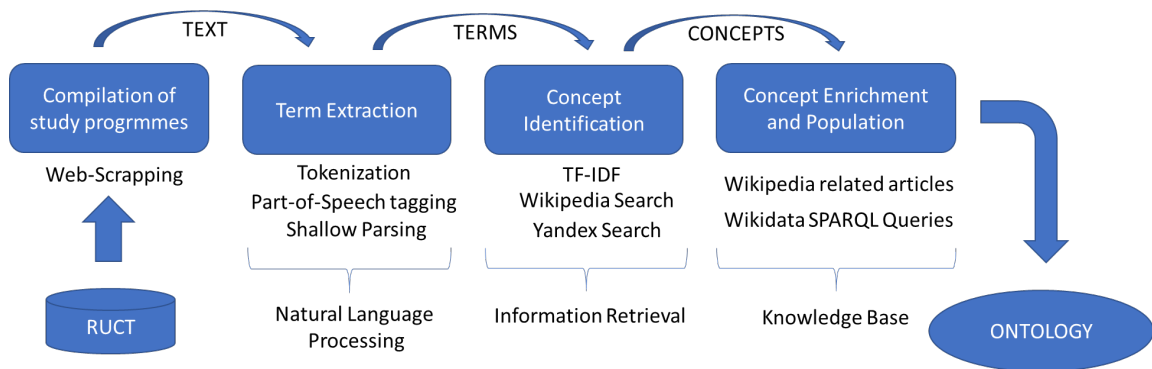 TEXT
TERMS
CONCEPTS
Compilation of
study progrmmes
Term Extraction
Concept
Identification
Concept Enrichment
and Population
Web-Scrapping
Tokenization
Part-of-Speech tagging
Shallow Parsing
TF-IDF
Wikipedia Search
Yandex Search
Wikipedia related articles
Wikidata SPARQL Queries
RUCT
Natural Language
Processing
Information Retrieval
Knowledge Base
ONTOLOGY